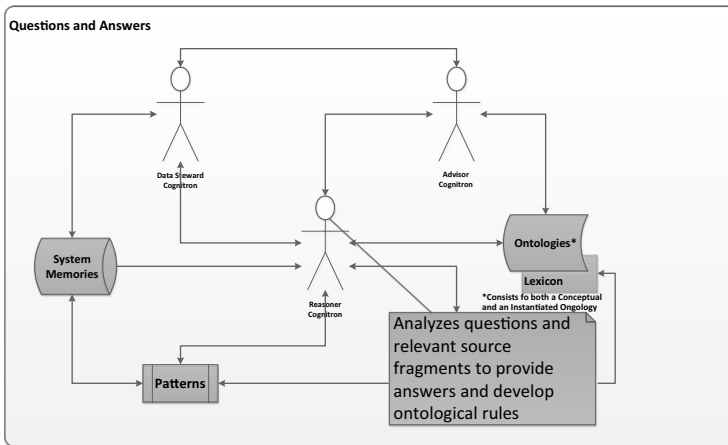 Questions and Answers
Data Steward
Cognitron
Advisor
Cognitron
System
Memories
Reasoner
Cognitron
Ontologies*
Lexicon
*Consists fo both a Conceptual
and an Instantiated Ongology
Patterns
Analyzes questions and
relevant source
fragments to provide
answers and develop
ontological rules